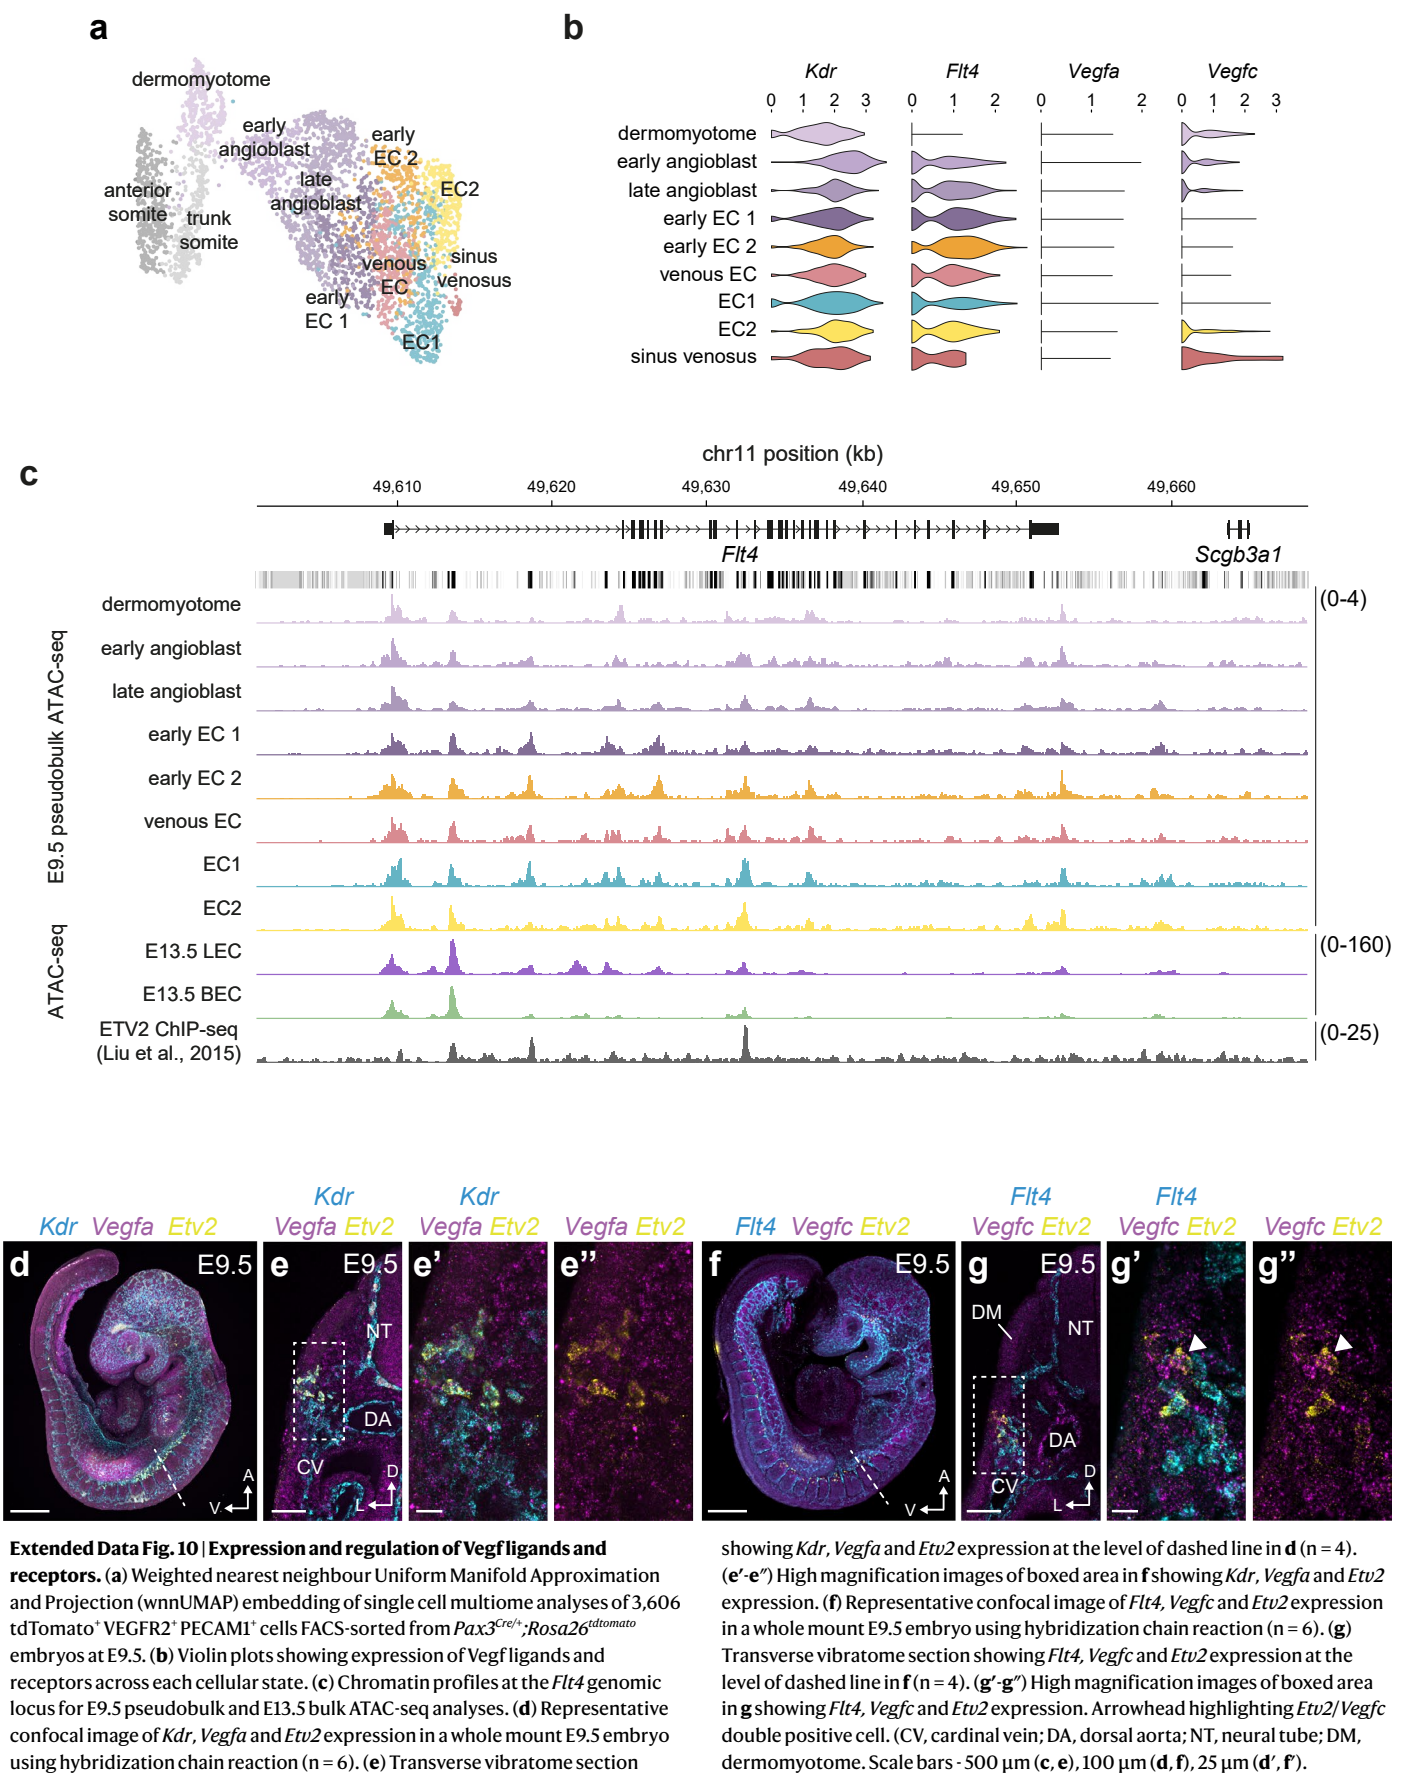 a
dermomyotome
early
angioblast
early
EC 2
late
angioblast
EC2
anterior
somite
trunk
somite
venous
EC
sinus
venosus
early
EC 1
EC1
b
Kdr Flt4 Vegfa Vegfc
0 1 2 3 0 1 2 0 1 2 0 1 2 3
dermomyotome
early angioblast
late angioblast
early EC 1
early EC 2
venous EC
EC1
EC2
sinus venosus
c
chr11 position (kb)
49,610 49,620 49,630 49,640 49,650 49,660
Flt4 Scgb3a1
E9.5 pseudobulk ATAC-seq
dermomyotome (0-4)
early angioblast
late angioblast
early EC 1
early EC 2
venous EC
EC1
EC2
ATAC-seq
E13.5 LEC (0-160)
E13.5 BEC
ETV2 ChIP-seq
(Liu et al., 2015) (0-25)
Kdr Vegfa Etv2
d E9.5
A
V
Kdr
Vegfa Etv2
e E9.5
NT
DA
CV
D
L
Kdr
Vegfa Etv2
e’
Vegfa Etv2
e”
Flt4 Vegfc Etv2
f E9.5
A
V
Flt4
Vegfc Etv2
g E9.5
DM
NT
DA
CV
D
L
Flt4
Vegfc Etv2
g’
Vegfc Etv2
g”
Extended Data Fig. 10 | Expression and regulation of Vegf ligands and
receptors. (a) Weighted nearest neighbour Uniform Manifold Approximation
and Projection (wnnUMAP) embedding of single cell multiome analyses of 3,606
tdTomato⁺ VEGFR2⁺ PECAM1⁺ cells FACS-sorted from Pax3^Cre/+;Rosa26^tdtomato
embryos at E9.5. (b) Violin plots showing expression of Vegf ligands and
receptors across each cellular state. (c) Chromatin profiles at the Flt4 genomic
locus for E9.5 pseudobulk and E13.5 bulk ATAC-seq analyses. (d) Representative
confocal image of Kdr, Vegfa and Etv2 expression in a whole mount E9.5 embryo
using hybridization chain reaction (n = 6). (e) Transverse vibratome section
showing Kdr, Vegfa and Etv2 expression at the level of dashed line in d (n = 4).
(e′-e″) High magnification images of boxed area in f showing Kdr, Vegfa and Etv2
expression. (f) Representative confocal image of Flt4, Vegfc and Etv2 expression
in a whole mount E9.5 embryo using hybridization chain reaction (n = 6). (g)
Transverse vibratome section showing Flt4, Vegfc and Etv2 expression at the
level of dashed line in f (n = 4). (g′-g″) High magnification images of boxed area
in g showing Flt4, Vegfc and Etv2 expression. Arrowhead highlighting Etv2/Vegfc
double positive cell. (CV, cardinal vein; DA, dorsal aorta; NT, neural tube; DM,
dermomyotome. Scale bars - 500 μm (c, e), 100 μm (d, f), 25 μm (d′, f′).